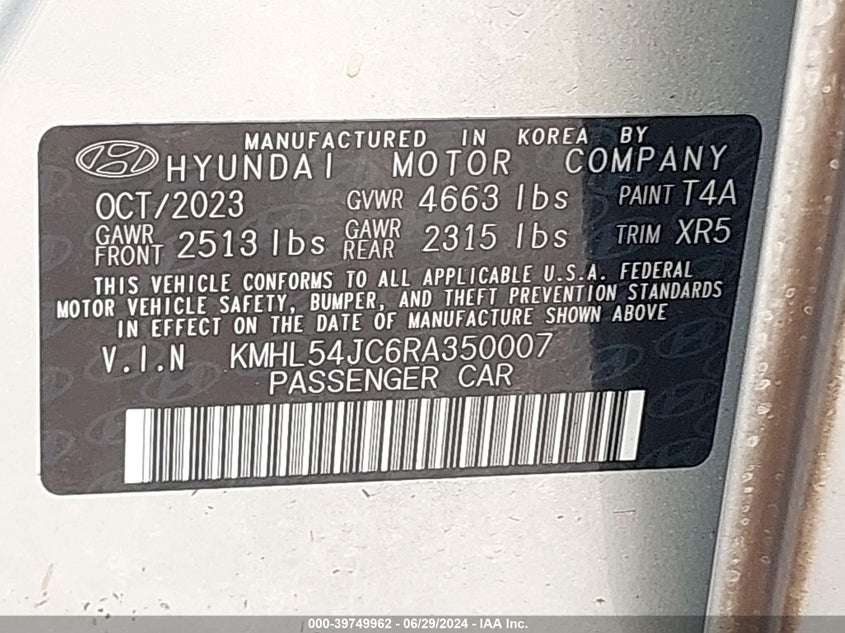 MANUFACTURED IN KOREA BY
HYUNDAI MOTOR COMPANY
OCT/2023 GVWR 4663 lbs PAINT T4A
GAWR FRONT 2513 lbs GAWR REAR 2315 lbs TRIM XR5
THIS VEHICLE CONFORMS TO ALL APPLICABLE U.S.A. FEDERAL
MOTOR VEHICLE SAFETY, BUMPER, AND THEFT PREVENTION STANDARDS
IN EFFECT ON THE DATE OF MANUFACTURE SHOWN ABOVE
V.I.N KMHL54JC6RA350007
PASSENGER CAR
000-39749962 - 06/29/2024 - IAA Inc.